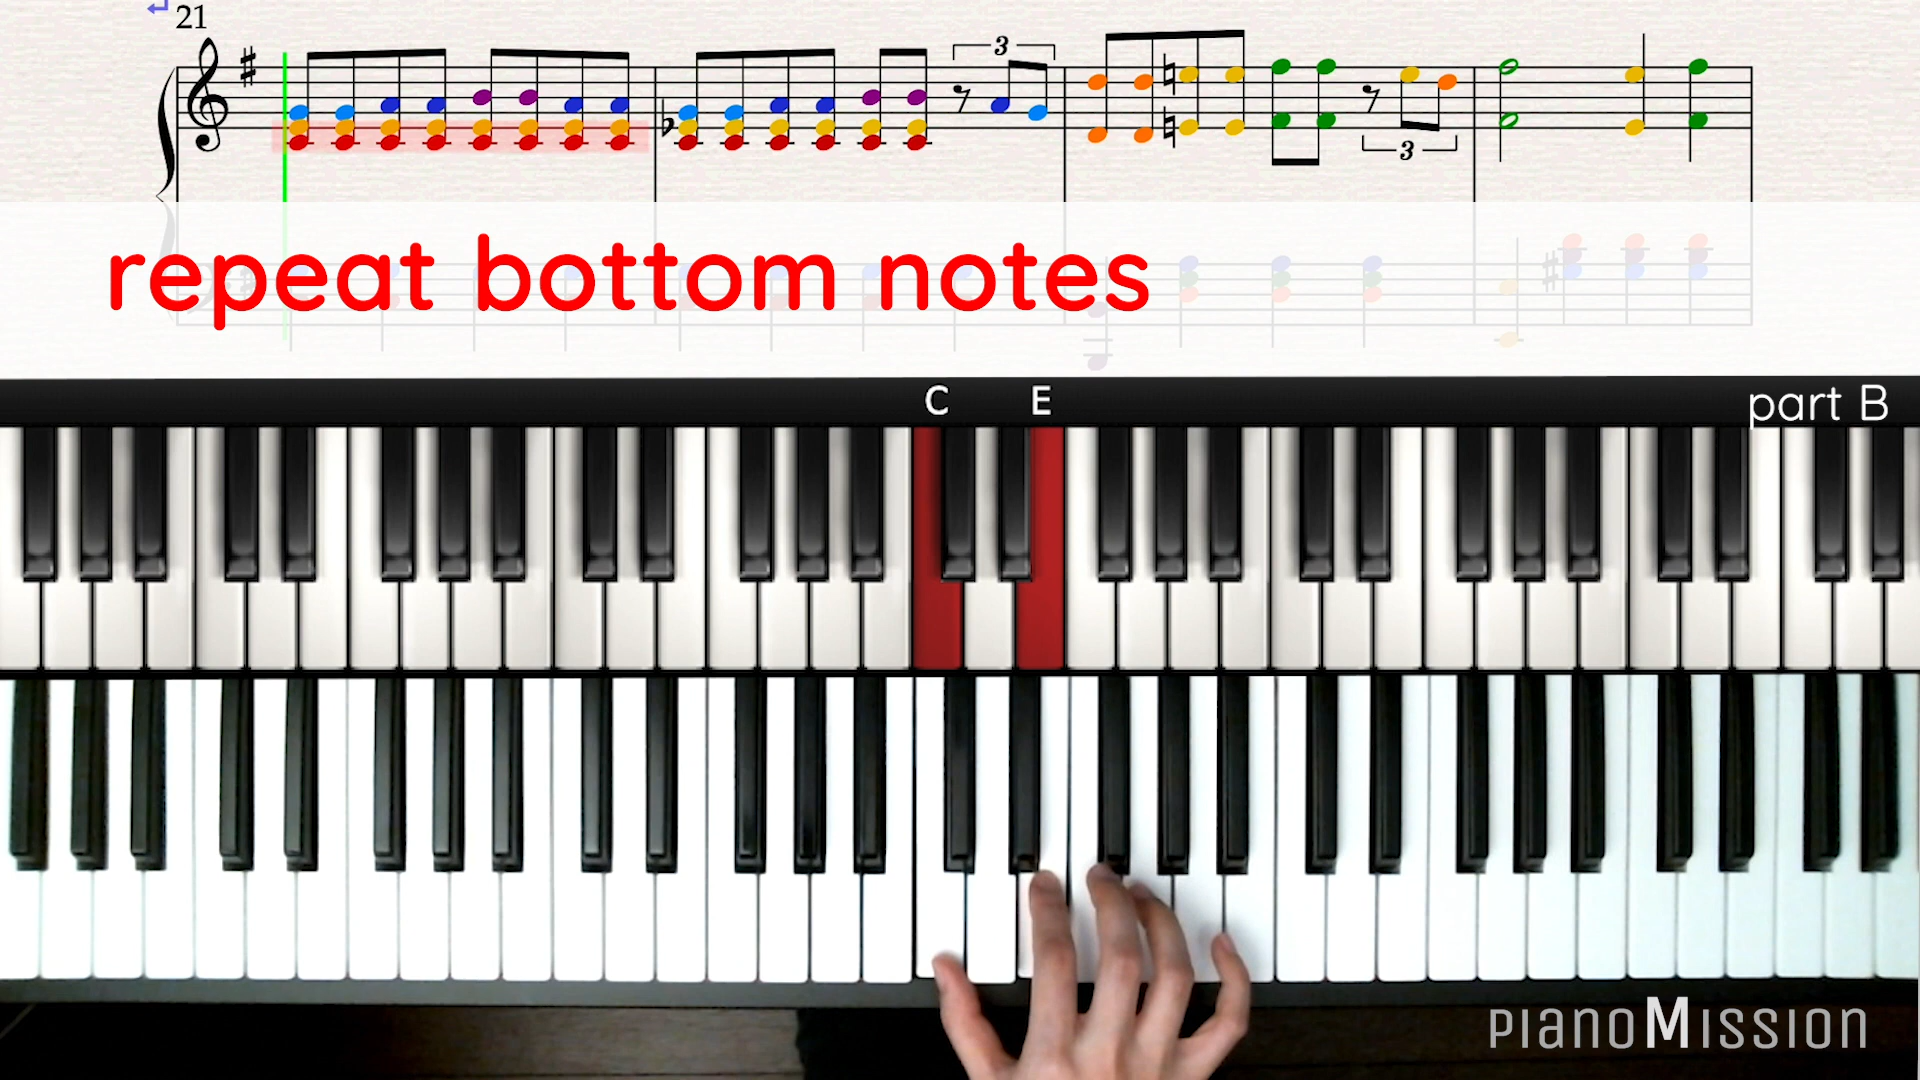 21
3
3
repeat bottom notes
C E
part B
PIANOMISSION